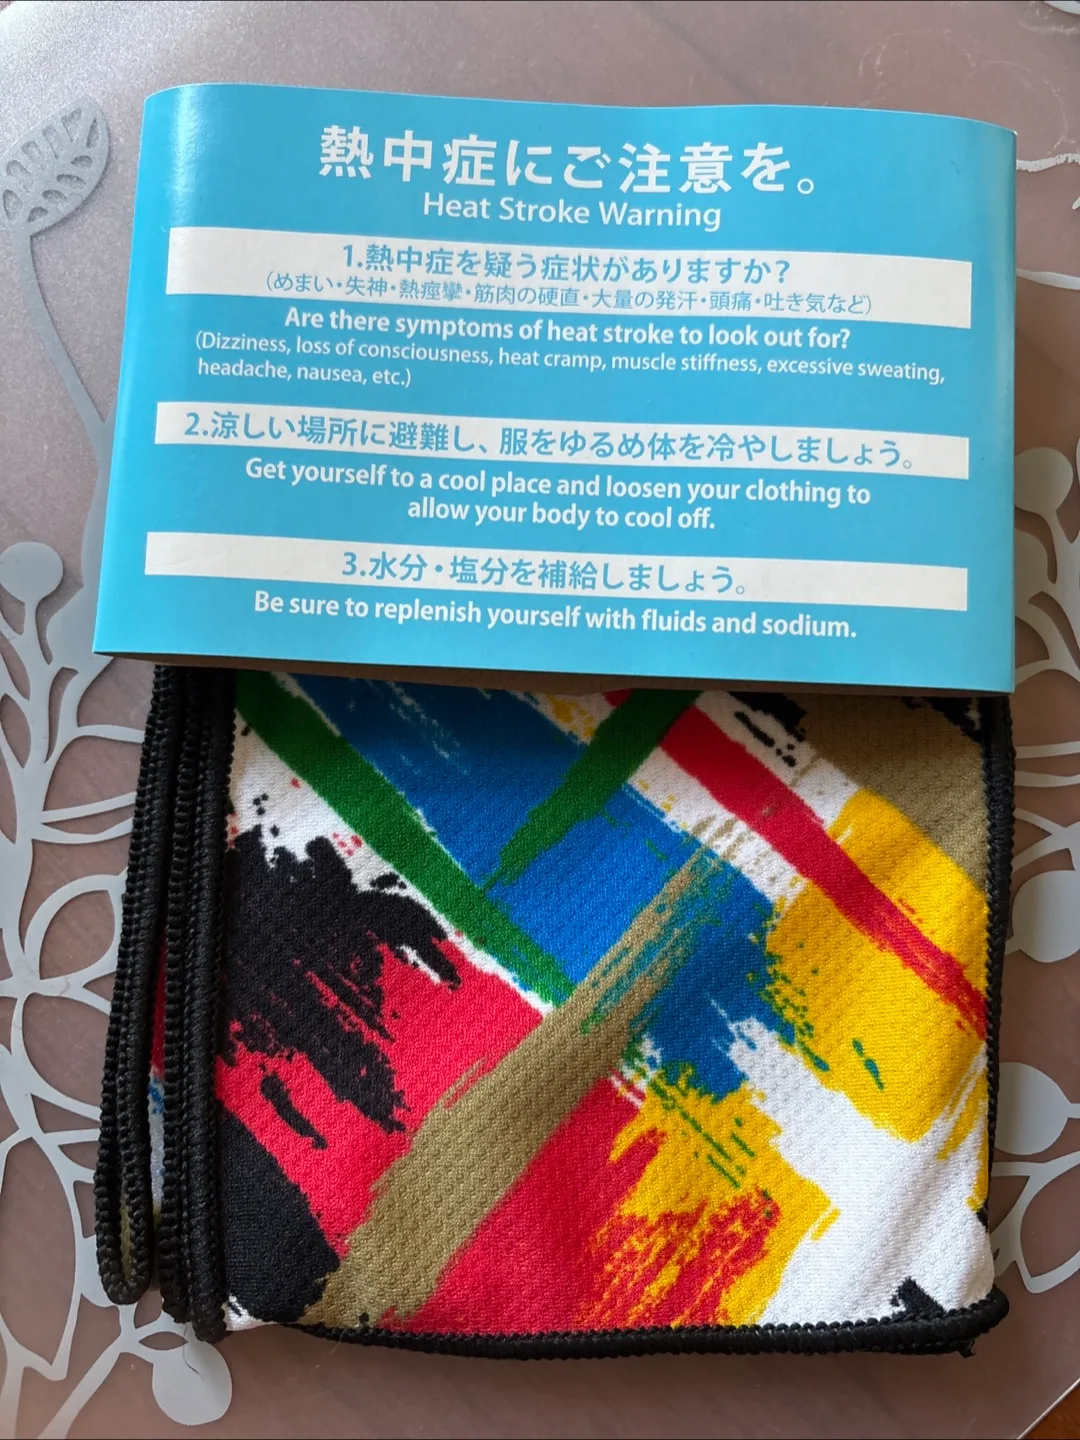 熱中症にご注意を。
Heat Stroke Warning
1.熱中症を疑う症状がありますか？
（めまい・失神・熱痙攣・筋肉の硬直・大量の発汗・頭痛・吐き気など）
Are there symptoms of heat stroke to look out for?
(Dizziness, loss of consciousness, heat cramp, muscle stiffness, excessive sweating,
headache, nausea, etc.)
2.涼しい場所に避難し、服をゆるめ体を冷やしましょう。
Get yourself to a cool place and loosen your clothing to
allow your body to cool off.
3.水分・塩分を補給しましょう。
Be sure to replenish yourself with fluids and sodium.